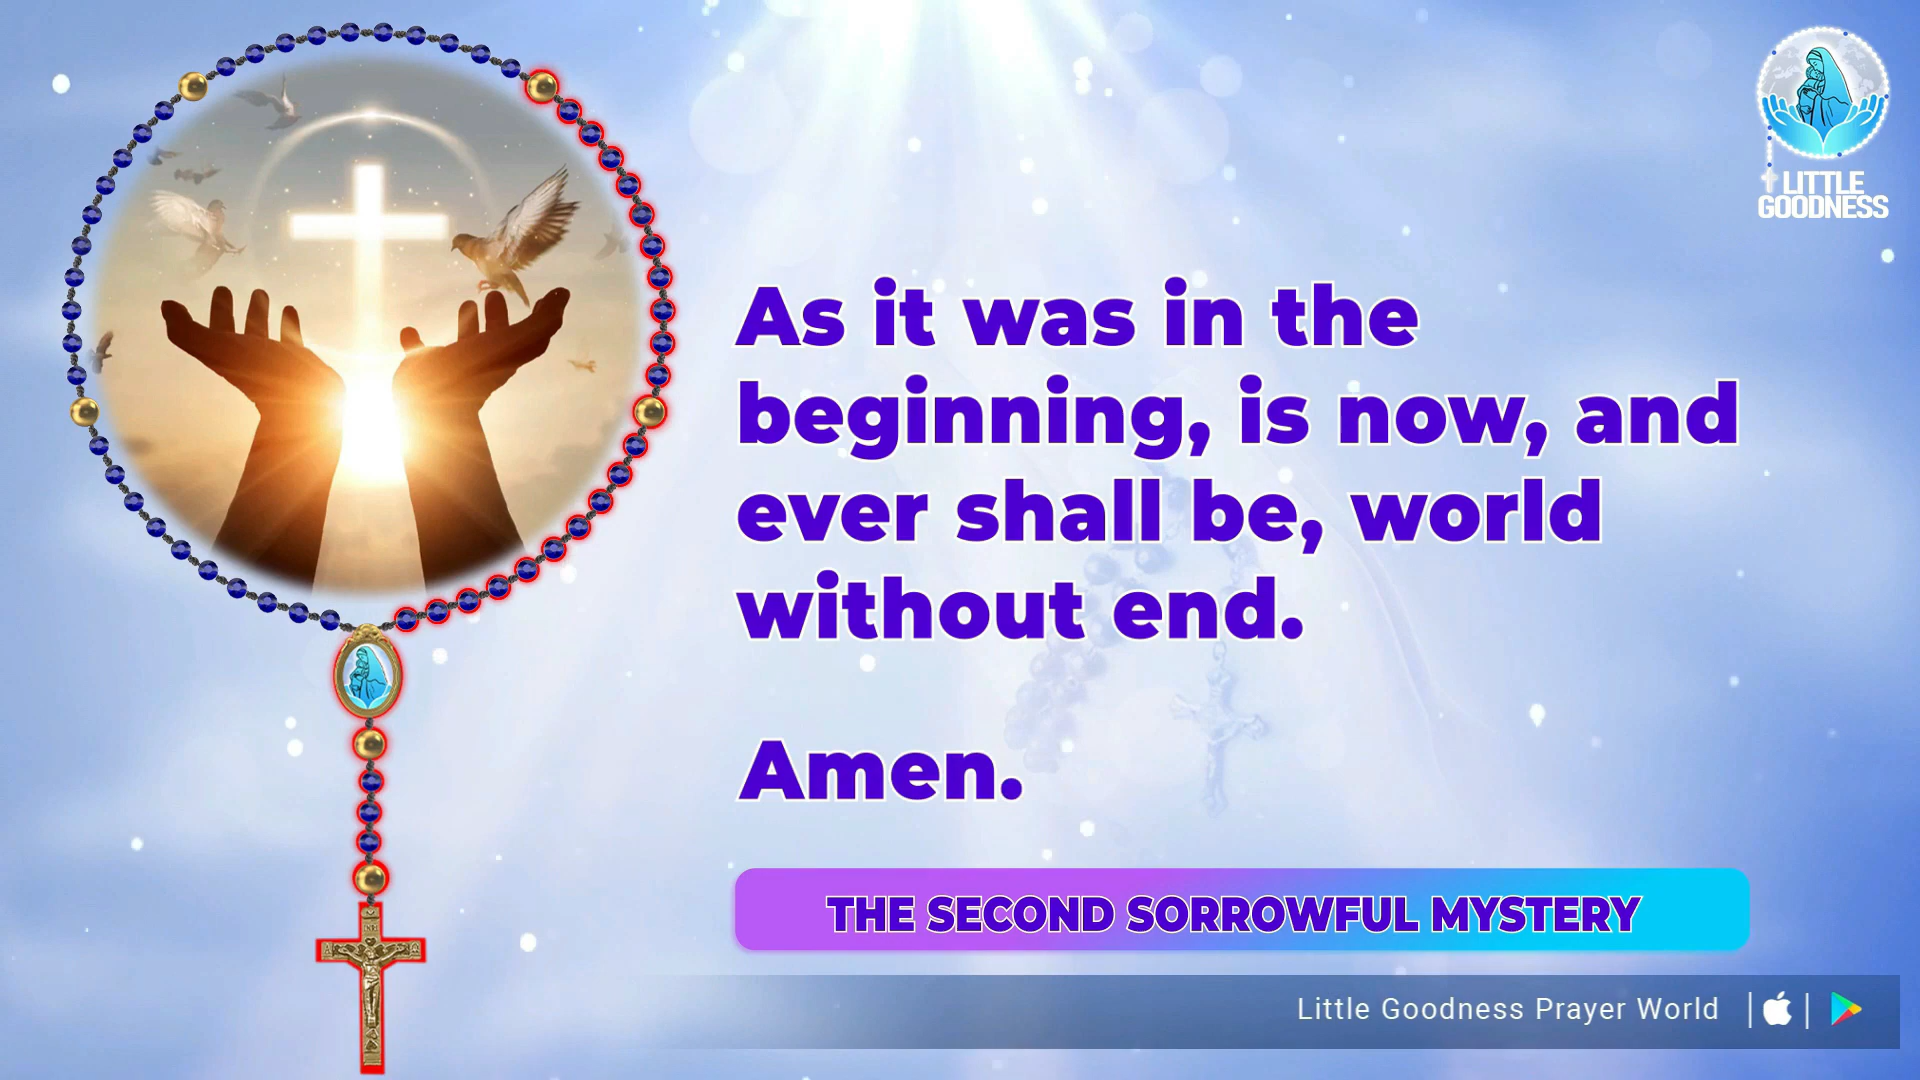 LITTLE
GOODNESS
As it was in the
beginning, is now, and
ever shall be, world
without end.
Amen.
THE SECOND SORROWFUL MYSTERY
Little Goodness Prayer World
INRI